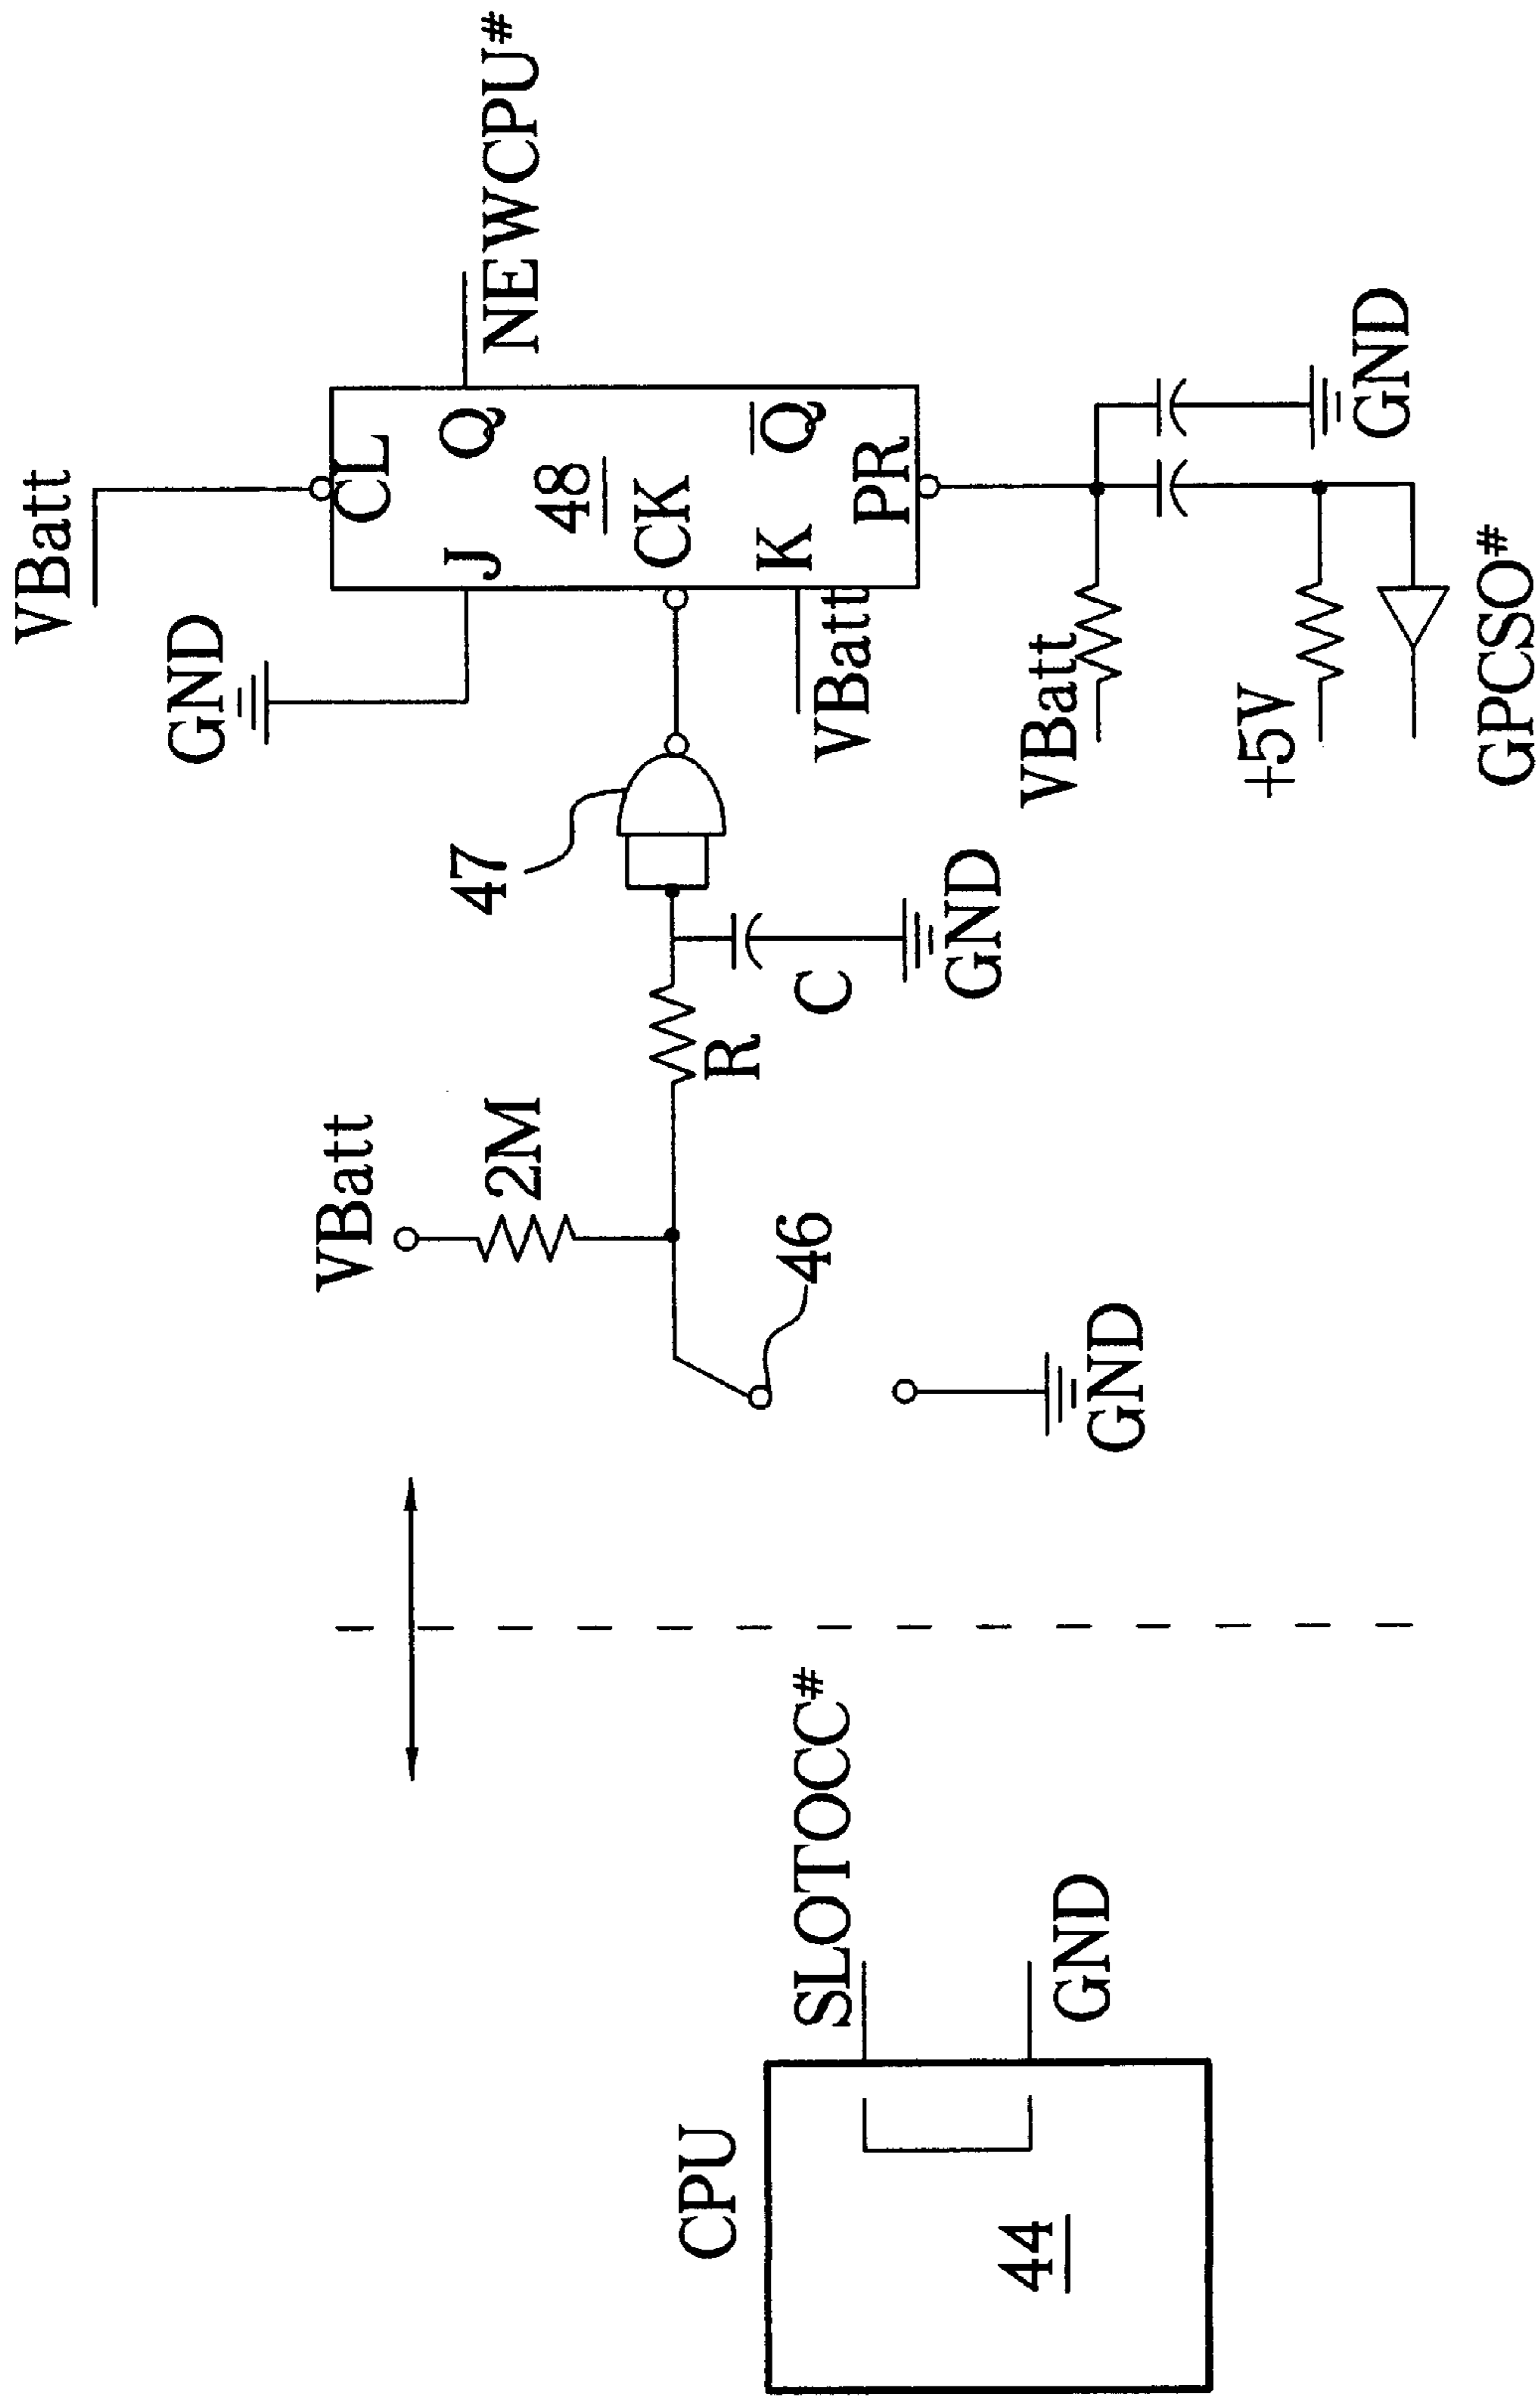 CPU
44
SLOTOCC#
GND
VBatt
2M
46
GND
R
C
GND
47
GND
VBatt
J
CL
Q
48
CK
K
Q
PR
NEWCPU#
VBatt
VBatt
+5V
GPCSO#
GND